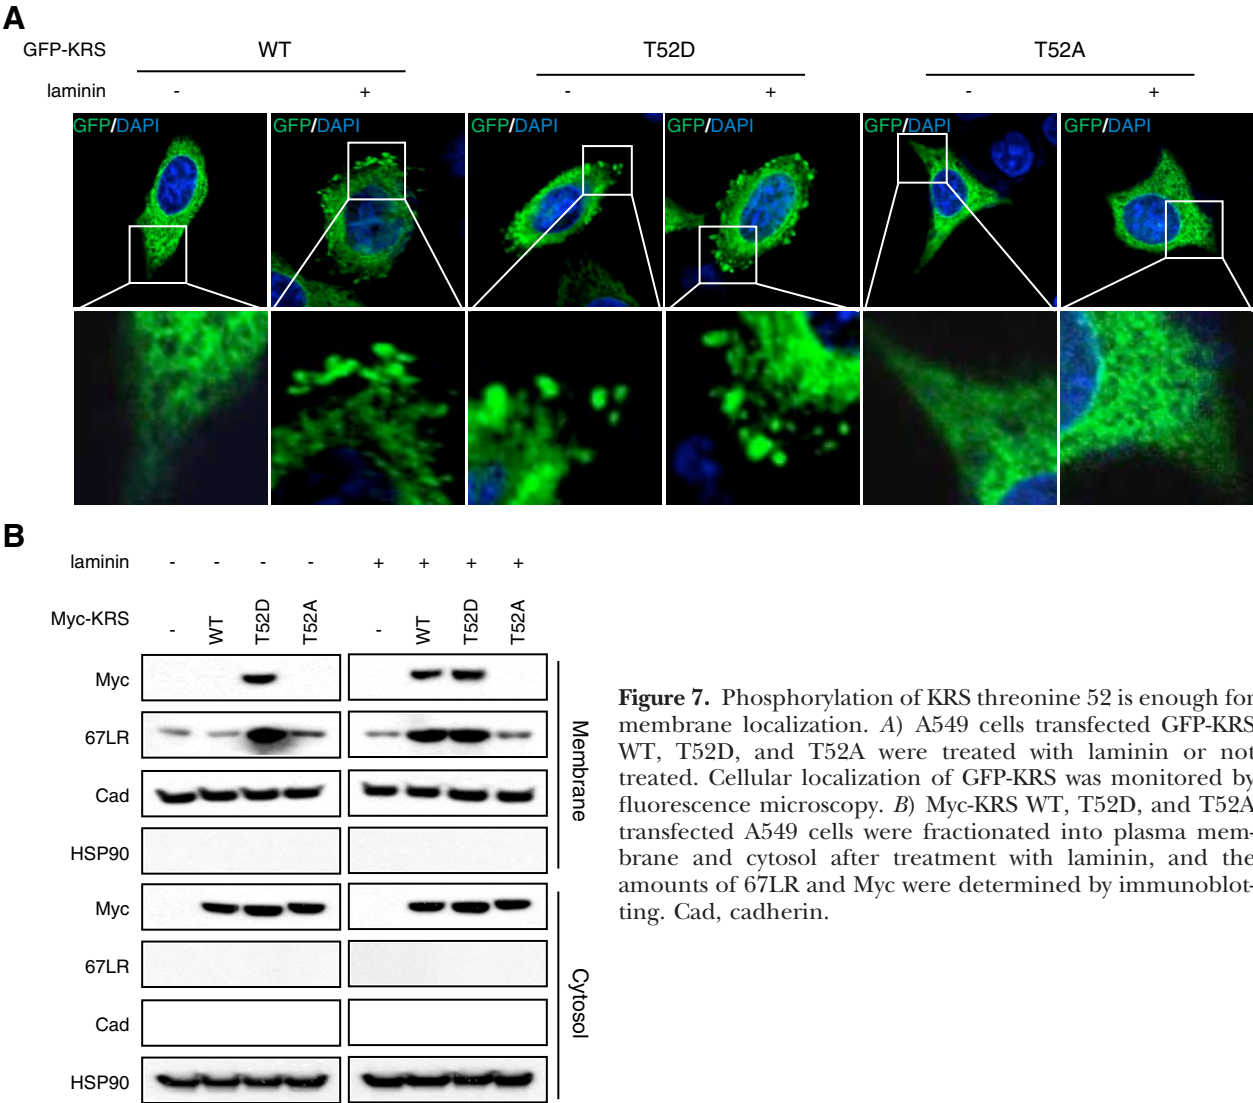 A
GFP-KRS WT T52D T52A
laminin - + - + - +
GFP/DAPI GFP/DAPI GFP/DAPI GFP/DAPI GFP/DAPI GFP/DAPI
B
laminin - - - - + + + +
Myc-KRS - WT T52D T52A - WT T52D T52A
Myc
67LR
Cad
HSP90
Membrane
Myc
67LR
Cad
HSP90
Cytosol
Figure 7. Phosphorylation of KRS threonine 52 is enough for
membrane localization. A) A549 cells transfected GFP-KRS
WT, T52D, and T52A were treated with laminin or not
treated. Cellular localization of GFP-KRS was monitored by
fluorescence microscopy. B) Myc-KRS WT, T52D, and T52A
transfected A549 cells were fractionated into plasma mem-
brane and cytosol after treatment with laminin, and the
amounts of 67LR and Myc were determined by immunoblot-
ting. Cad, cadherin.